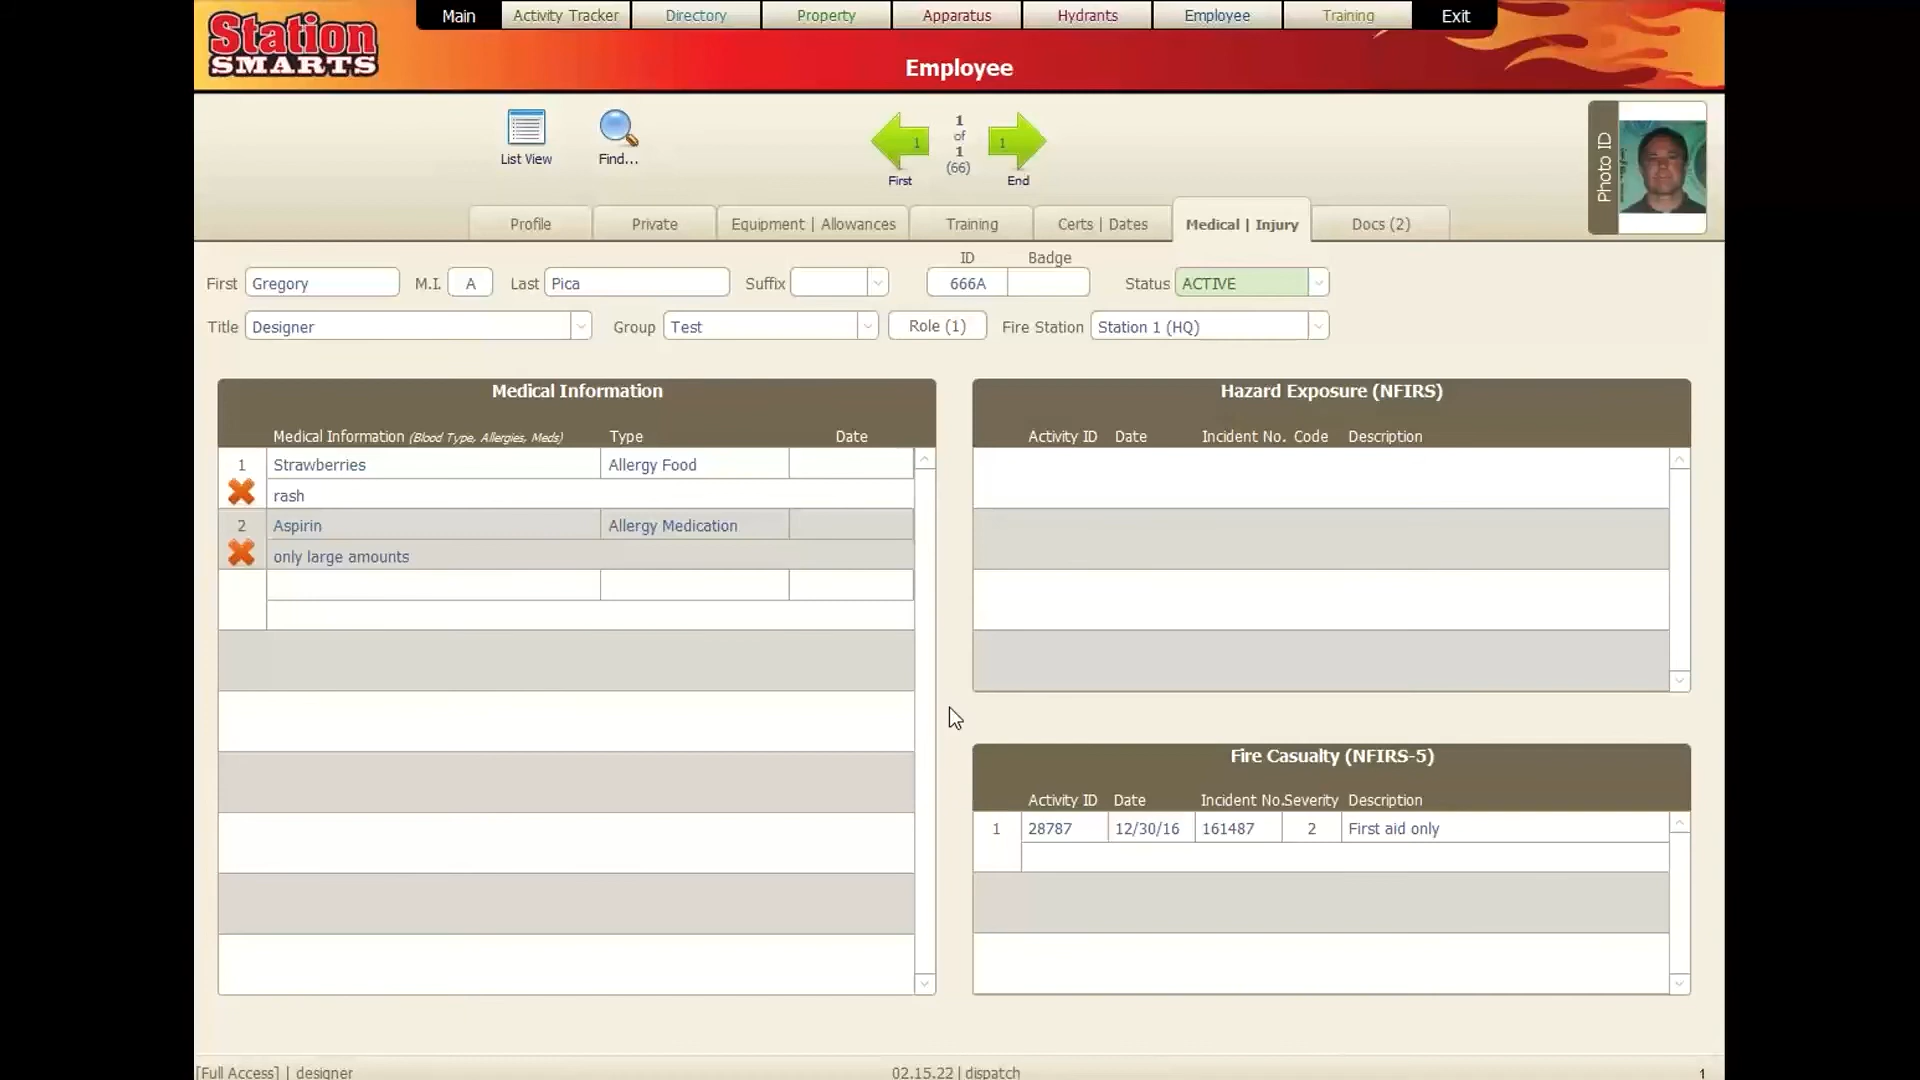 Station
SMARTS
Main Activity Tracker Directory Property Apparatus Hydrants Employee Training Exit
Employee
List View
Find...
1
First
1
of
1
(66)
1
End
Photo ID
Profile Private Equipment | Allowances Training Certs | Dates Medical | Injury Docs (2)
ID Badge
First Gregory M.I. A Last Pica Suffix 666A Status ACTIVE
Title Designer Group Test Role (1) Fire Station Station 1 (HQ)
Medical Information
Medical Information (Blood Type, Allergies, Meds) Type Date
1 Strawberries Allergy Food
rash
2 Aspirin Allergy Medication
only large amounts
Hazard Exposure (NFIRS)
Activity ID Date Incident No. Code Description
Fire Casualty (NFIRS-5)
Activity ID Date Incident No. Severity Description
1 28787 12/30/16 161487 2 First aid only
[Full Access] | designer 02.15.22 | dispatch 1